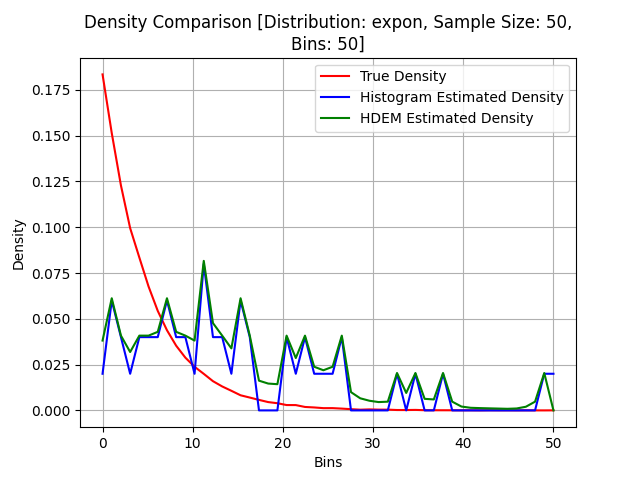 Density Comparison [Distribution: expon, Sample Size: 50,
Bins: 50]
True Density
Histogram Estimated Density
HDEM Estimated Density
0.175
0.150
0.125
0.100
0.075
0.050
0.025
0.000
Density
0 10 20 30 40 50
Bins